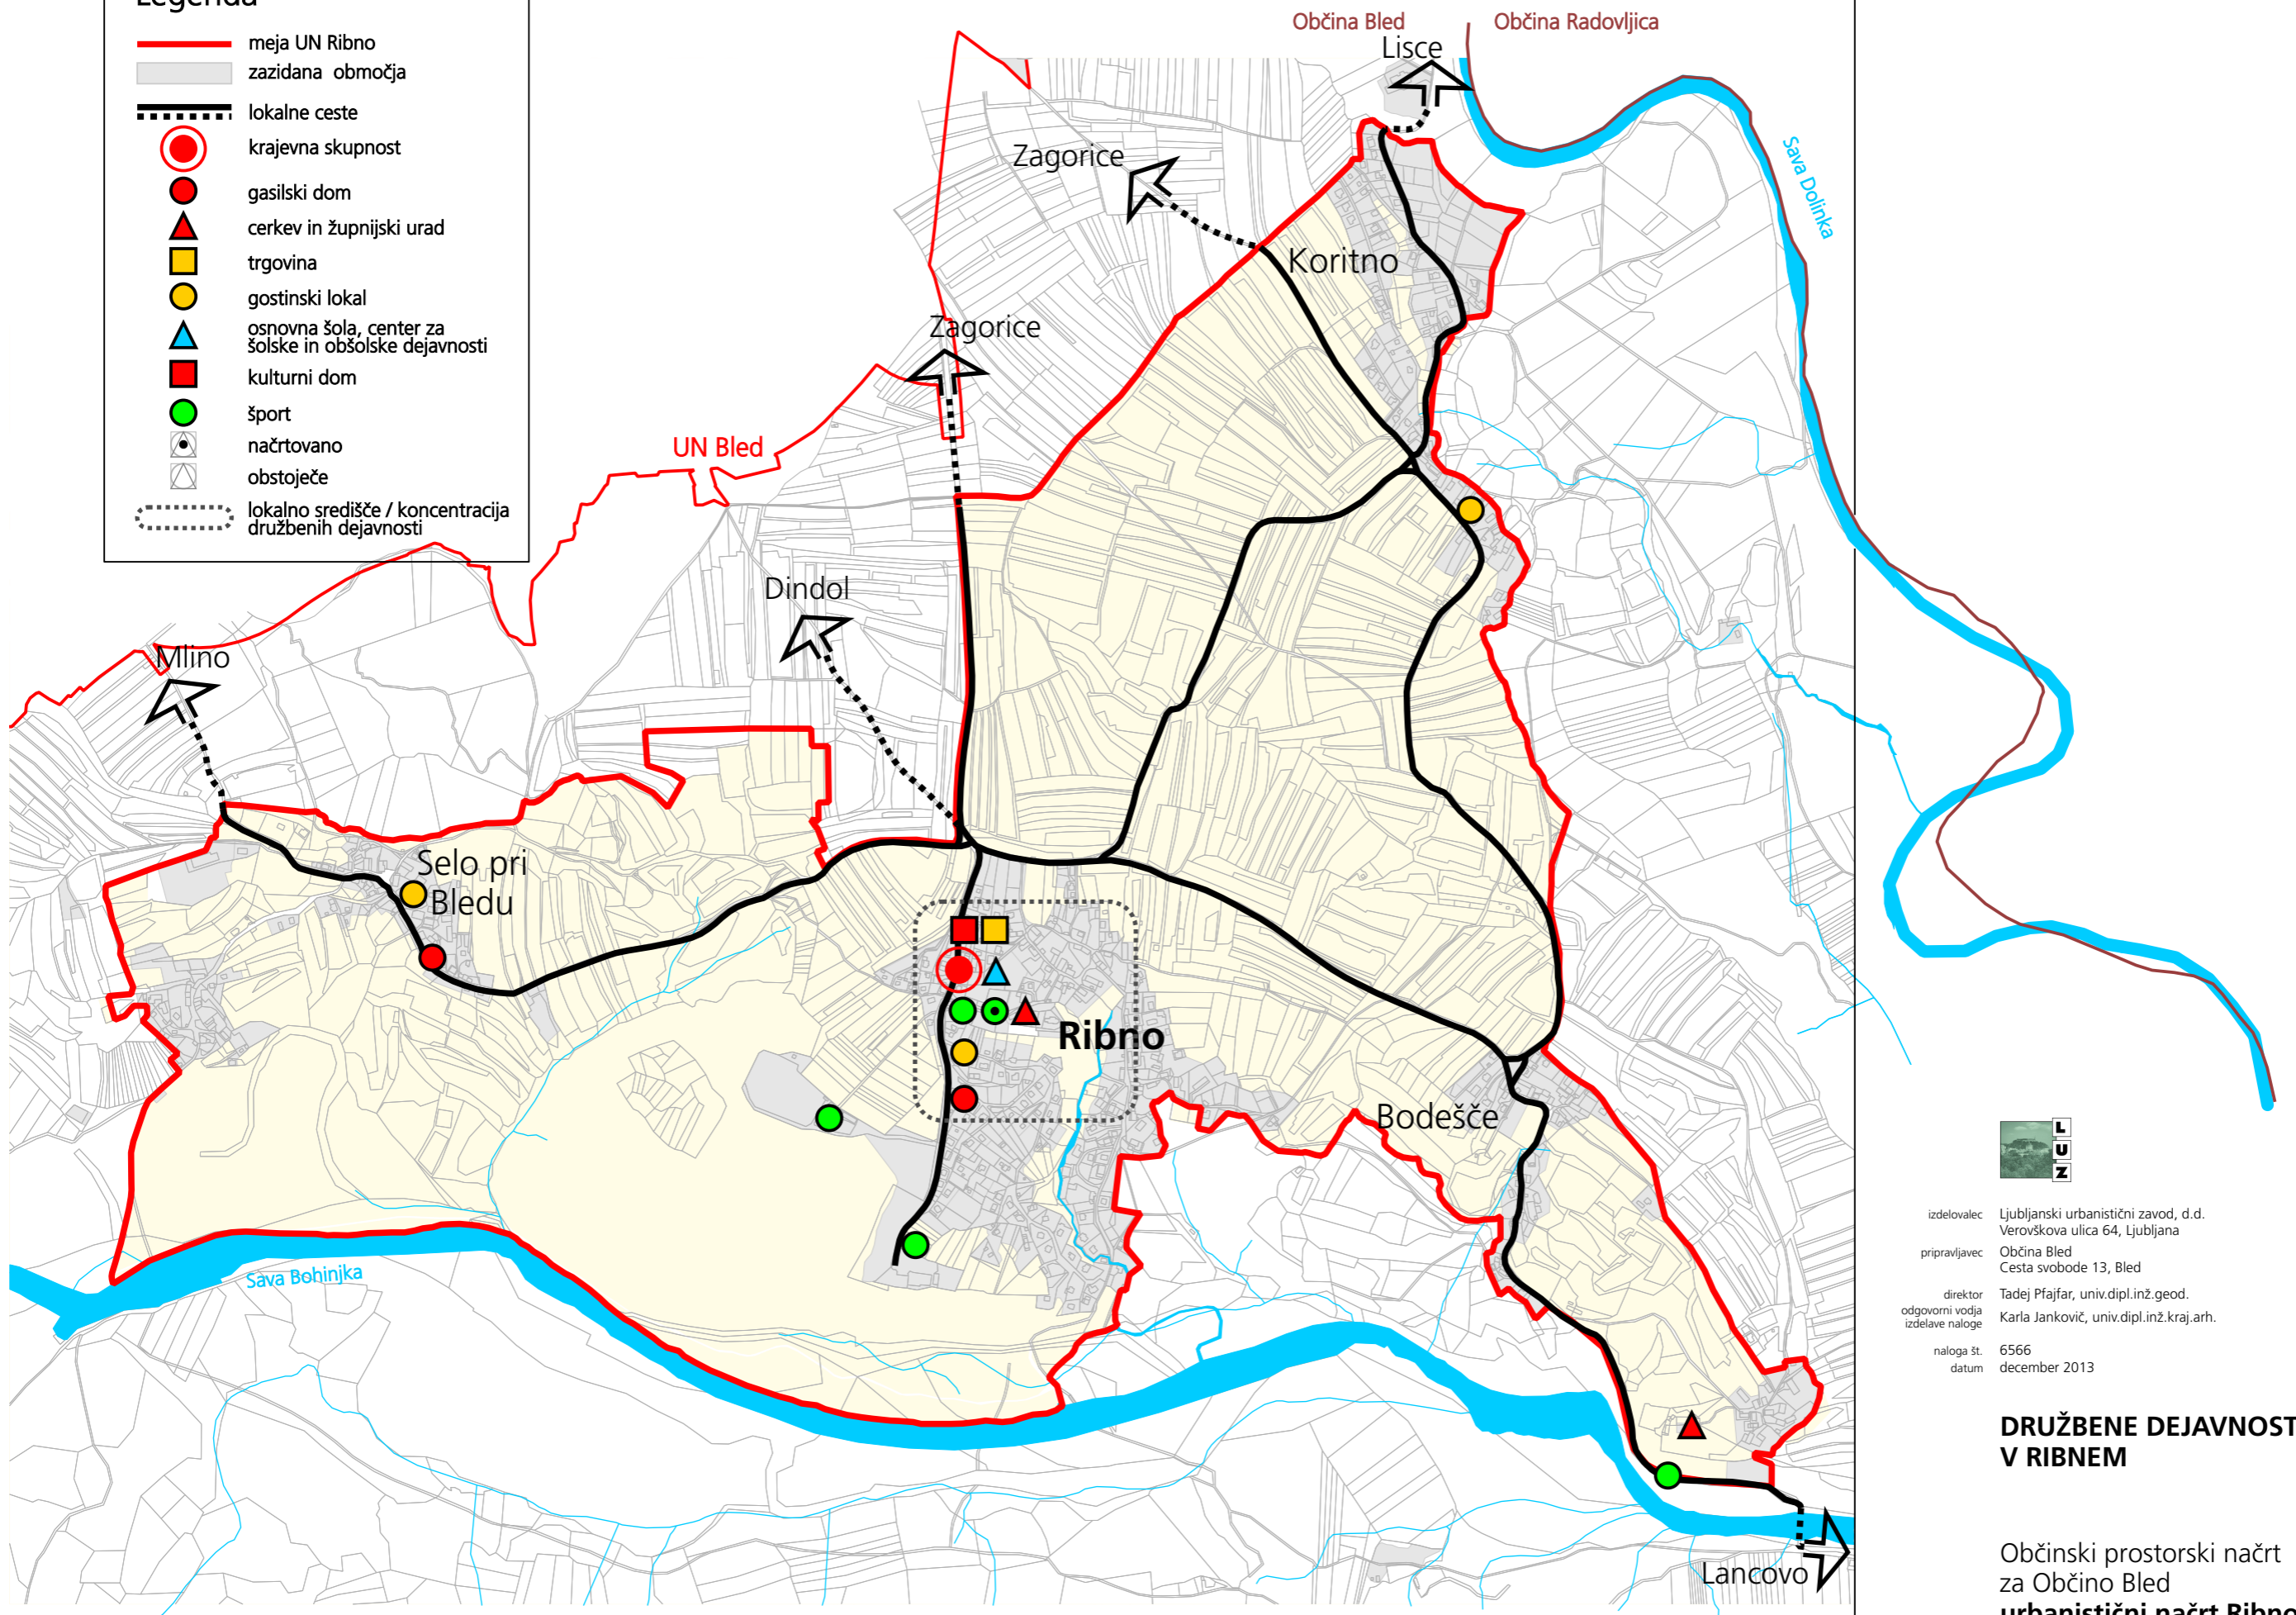 Legenda
meja UN Ribno
zazidana območja
lokalne ceste
krajevna skupnost
gasilski dom
cerkev in župnijski urad
trgovina
gostinski lokal
osnovna šola, center za
šolske in obšolske dejavnosti
kulturni dom
šport
načrtovano
obstoječe
lokalno središče / koncentracija
družbenih dejavnosti
Občina Bled
Občina Radovljica
Lisce
Zagorice
Sava Dolinka
Koritno
Zagorice
UN Bled
Dindol
Mlino
Selo pri
Bledu
Ribno
Bodešče
Sava Bohinjka
Lancovo
L
U
Z
izdelovalec Ljubljanski urbanistični zavod, d.d.
Verovškova ulica 64, Ljubljana
pripravljavec Občina Bled
Cesta svobode 13, Bled
direktor Tadej Pfajfar, univ.dipl.inž.geod.
odgovorni vodja
izdelave naloge Karla Jankovič, univ.dipl.inž.kraj.arh.
naloga št. 6566
datum december 2013
DRUŽBENE DEJAVNOST
V RIBNEM
Občinski prostorski načrt
za Občino Bled
urbanistični načrt Ribno